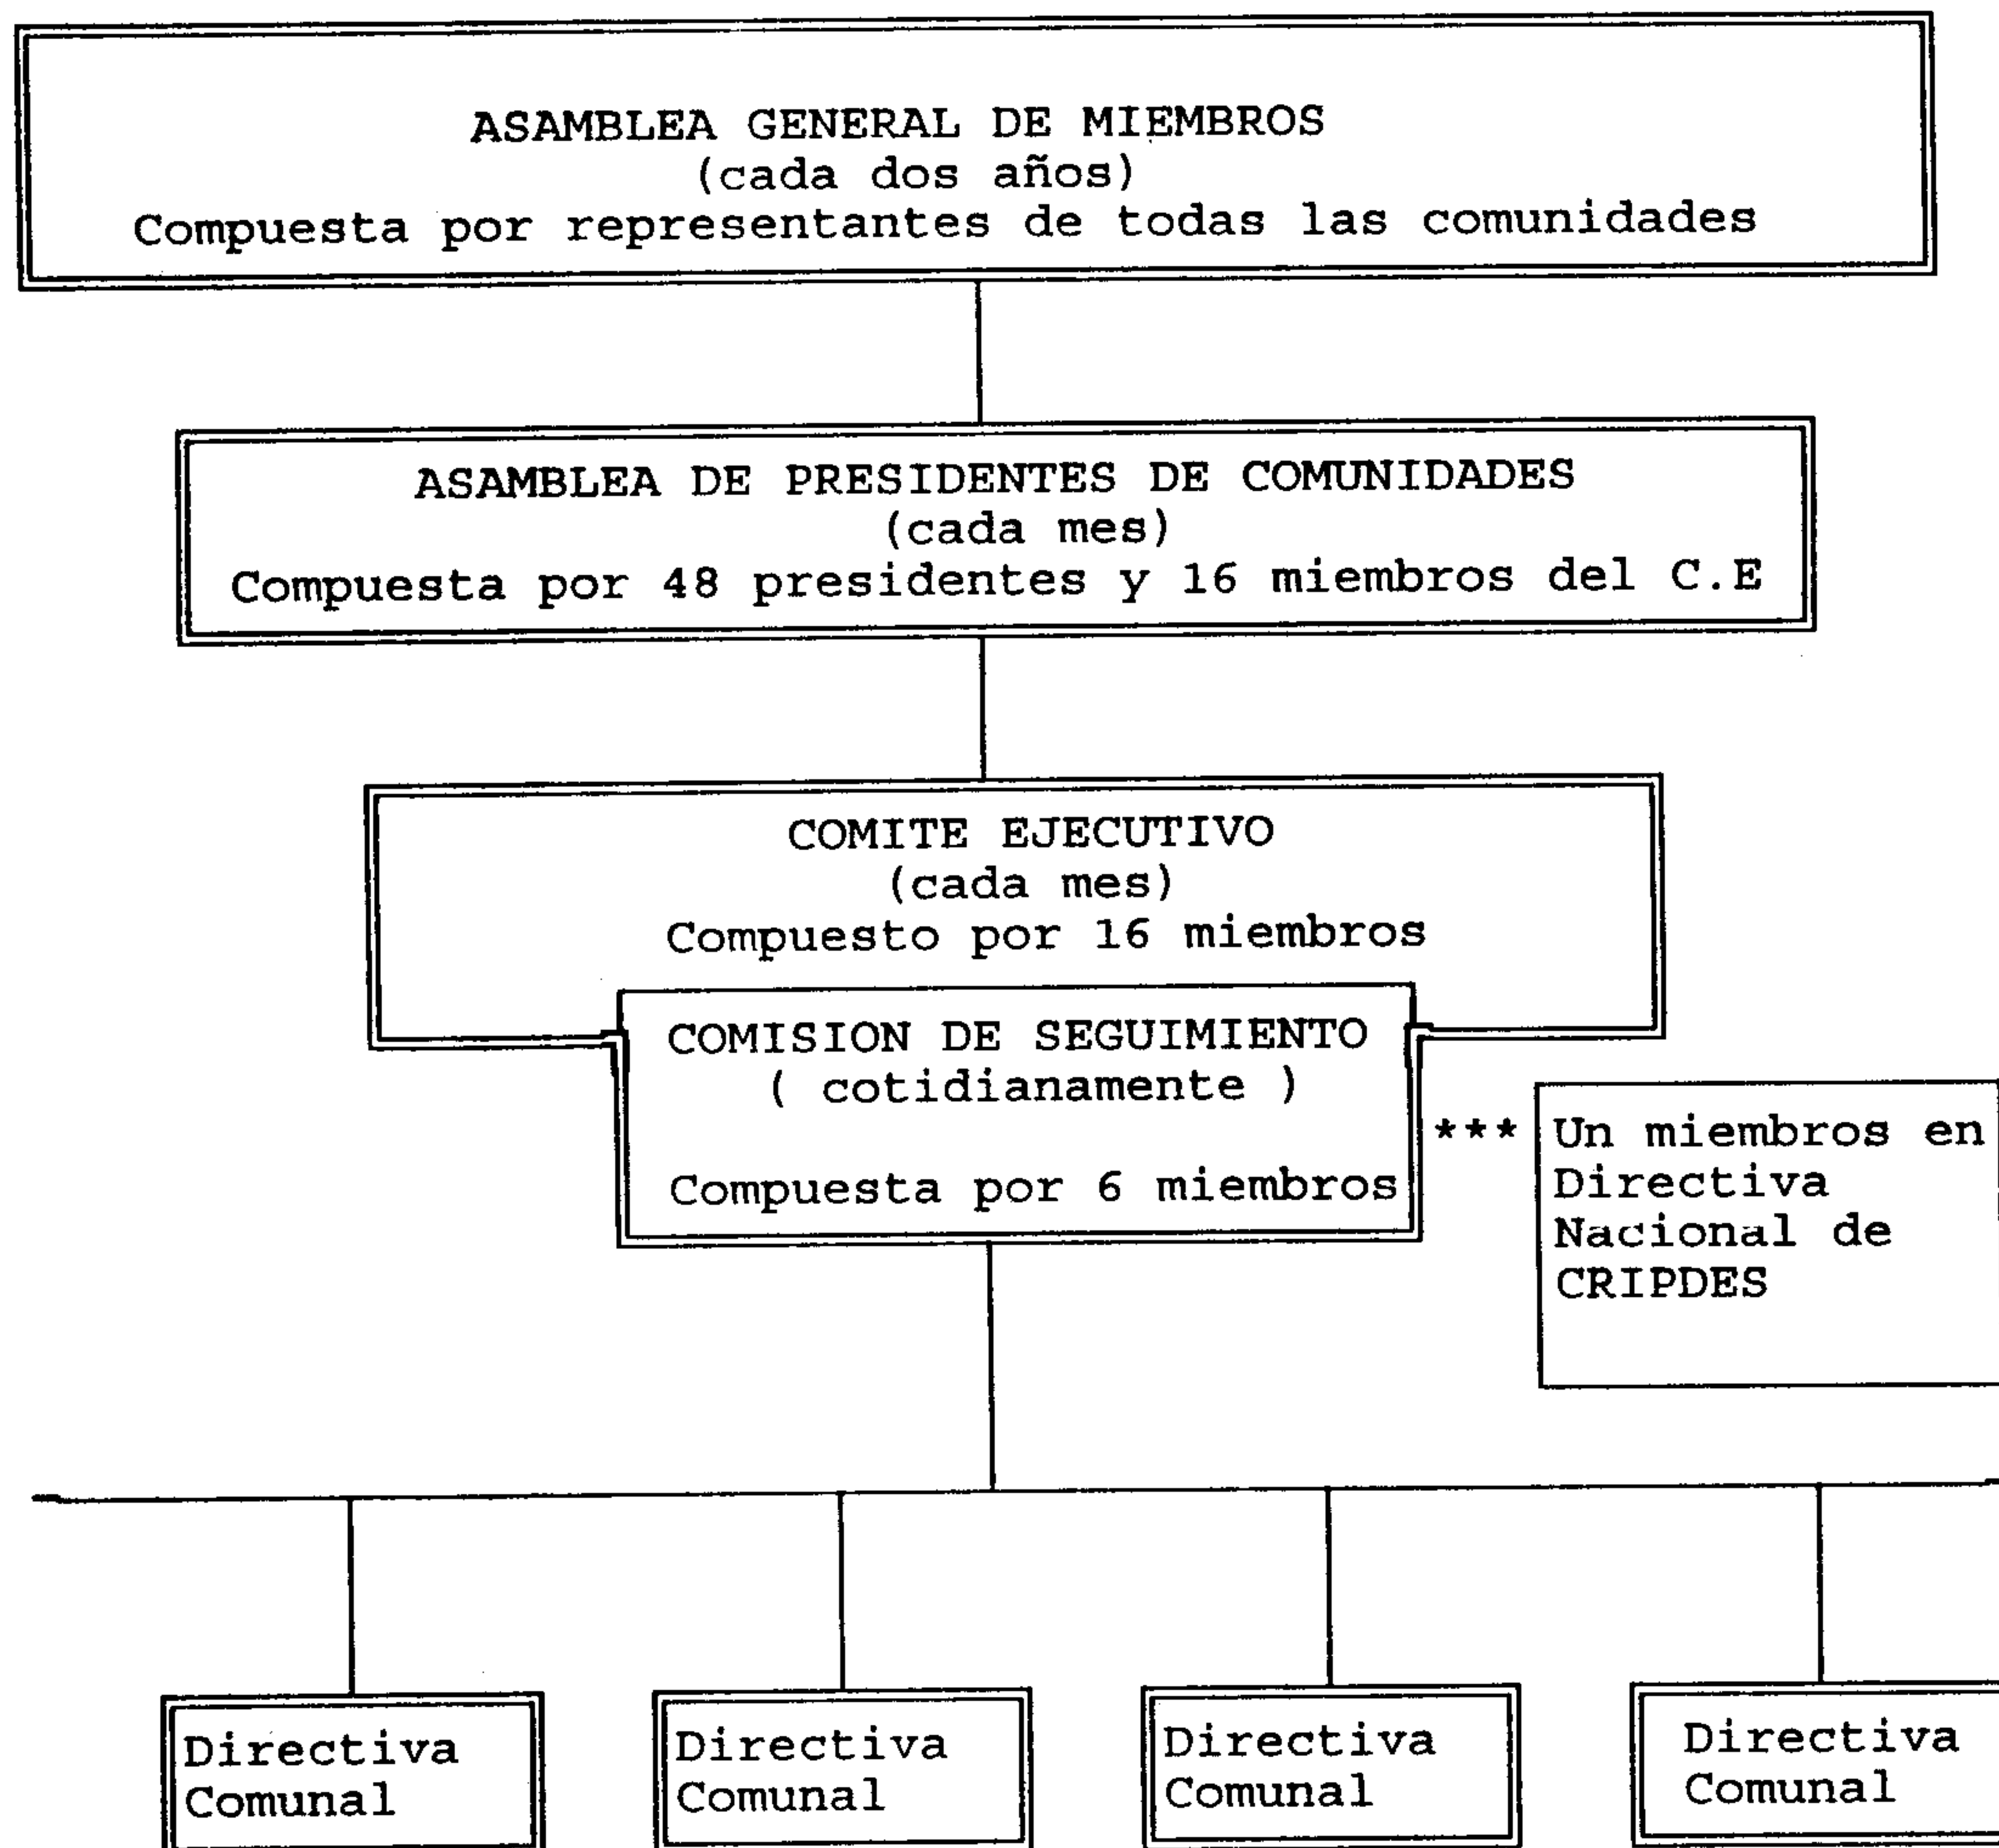 ASAMBLEA GENERAL DE MIEMBROS
(cada dos años)
Compuesta por representantes de todas las comunidades
ASAMBLEA DE PRESIDENTES DE COMUNIDADES
(cada mes)
Compuesta por 48 presidentes y 16 miembros del C.E
COMITE EJECUTIVO
(cada mes)
Compuesto por 16 miembros
COMISION DE SEGUIMIENTO
( cotidianamente )
Compuesta por 6 miembros
*** Un miembros en
Directiva
Nacional de
CRIPDES
Directiva
Comunal
Directiva
Comunal
Directiva
Comunal
Directiva
Comunal